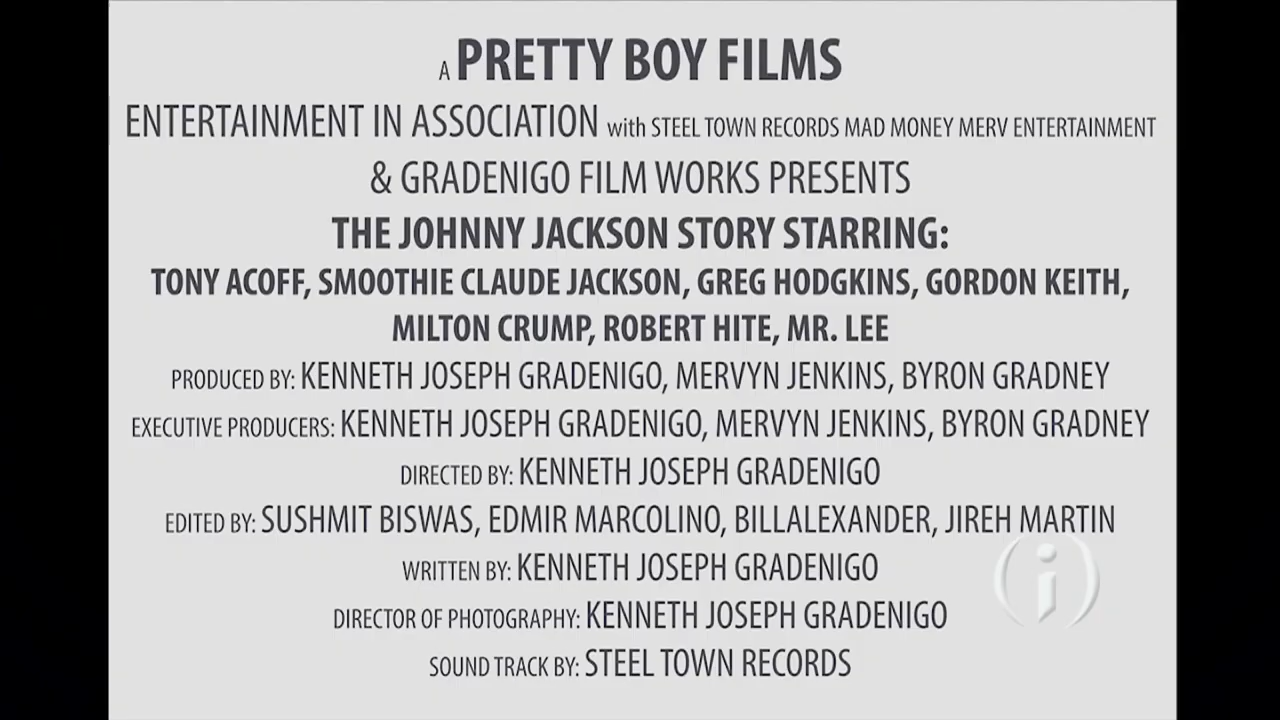 A PRETTY BOY FILMS
ENTERTAINMENT IN ASSOCIATION with STEEL TOWN RECORDS MAD MONEY MERV ENTERTAINMENT
& GRADENIGO FILM WORKS PRESENTS
THE JOHNNY JACKSON STORY STARRING:
TONY ACOFF, SMOOTHIE CLAUDE JACKSON, GREG HODGKINS, GORDON KEITH,
MILTON CRUMP, ROBERT HITE, MR. LEE
PRODUCED BY: KENNETH JOSEPH GRADENIGO, MERVYN JENKINS, BYRON GRADNEY
EXECUTIVE PRODUCERS: KENNETH JOSEPH GRADENIGO, MERVYN JENKINS, BYRON GRADNEY
DIRECTED BY: KENNETH JOSEPH GRADENIGO
EDITED BY: SUSHMIT BISWAS, EDMIR MARCOLINO, BILLALEXANDER, JIREH MARTIN
WRITTEN BY: KENNETH JOSEPH GRADENIGO
DIRECTOR OF PHOTOGRAPHY: KENNETH JOSEPH GRADENIGO
SOUND TRACK BY: STEEL TOWN RECORDS
(i)